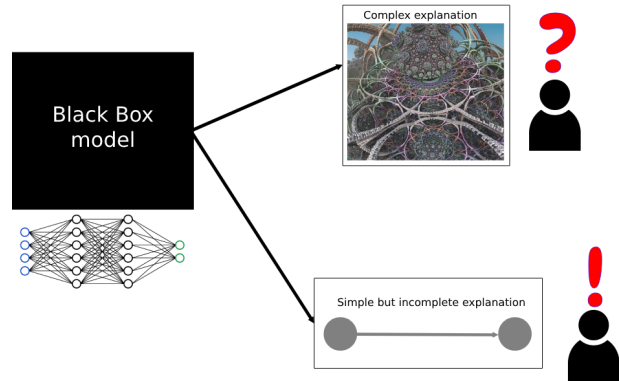 Complex explanation
Black Box
model
?
Simple but incomplete explanation
!